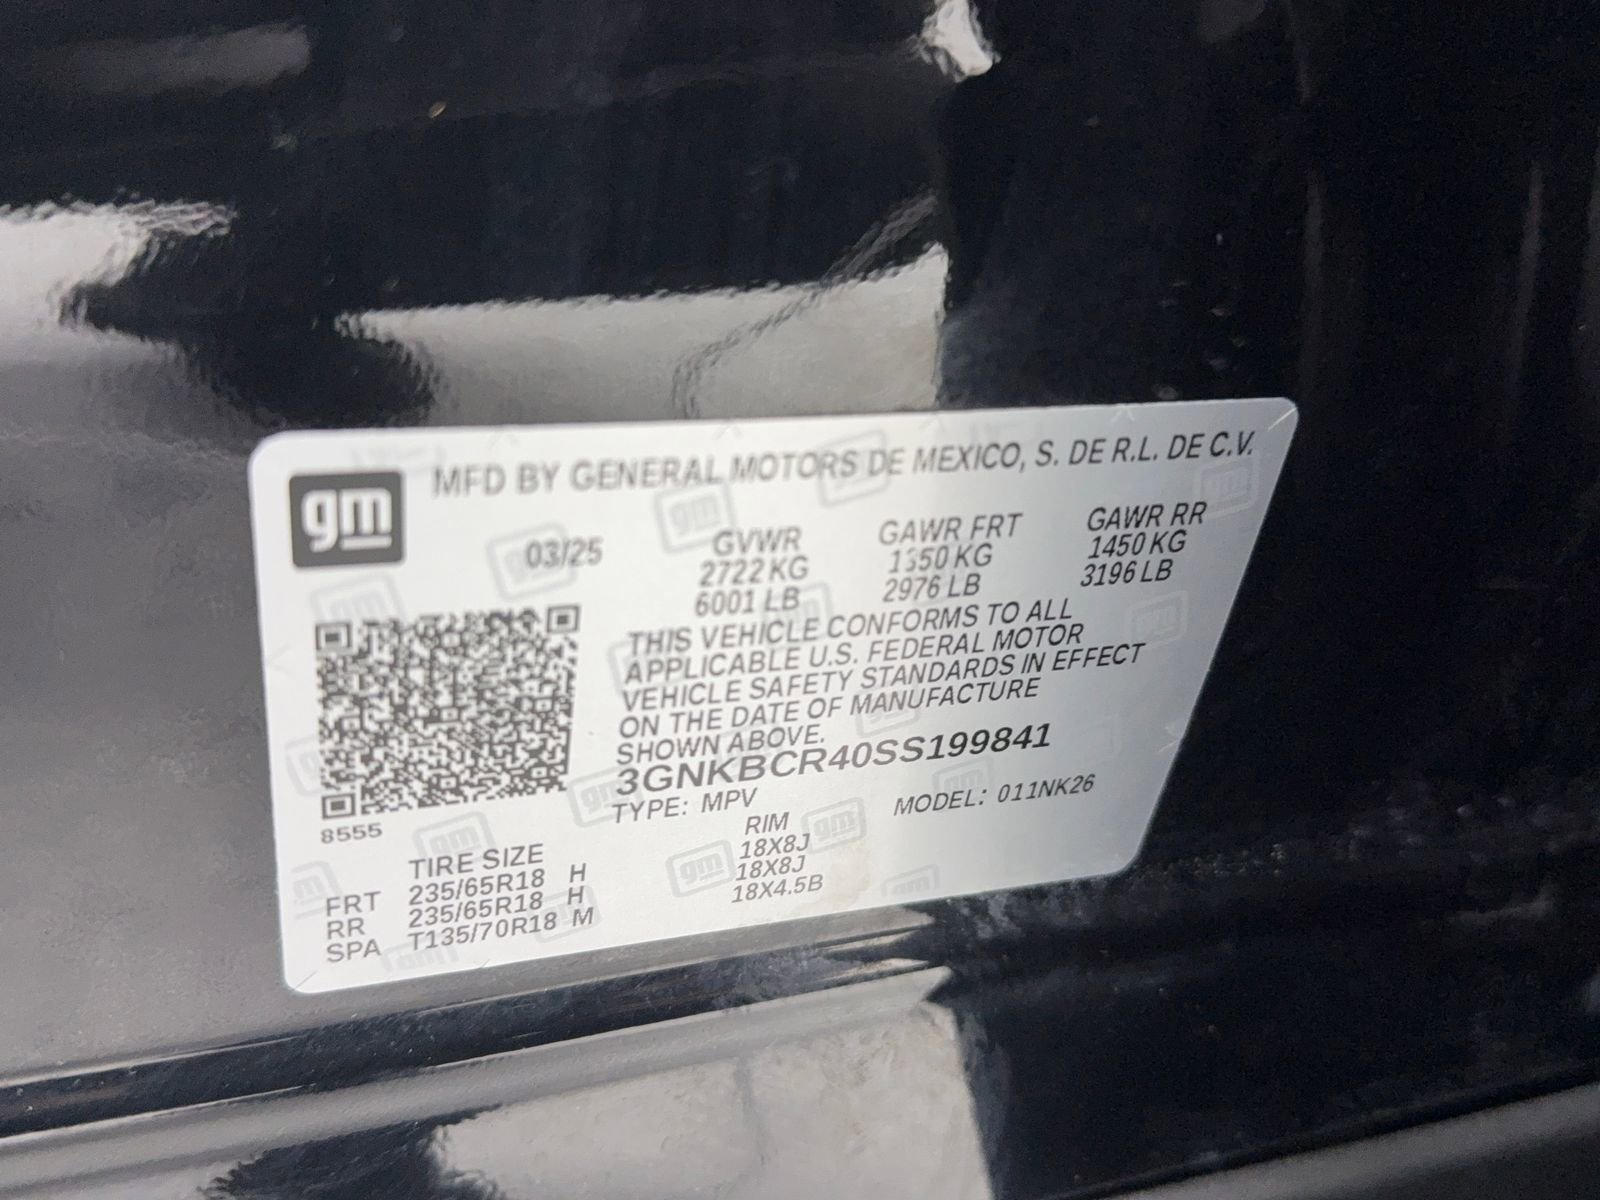 gm
MFD BY GENERAL MOTORS DE MEXICO, S. DE R.L. DE C.V.
03/25 GVWR GAWR FRT GAWR RR
2722 KG 1350 KG 1450 KG
6001 LB 2976 LB 3196 LB
THIS VEHICLE CONFORMS TO ALL
APPLICABLE U.S. FEDERAL MOTOR
VEHICLE SAFETY STANDARDS IN EFFECT
ON THE DATE OF MANUFACTURE
SHOWN ABOVE.
3GNKBCR40SS199841
TYPE: MPV MODEL: 011NK26
8555
TIRE SIZE RIM
FRT 235/65R18 H 18X8J
RR 235/65R18 H 18X8J
SPA T135/70R18 M 18X4.5B